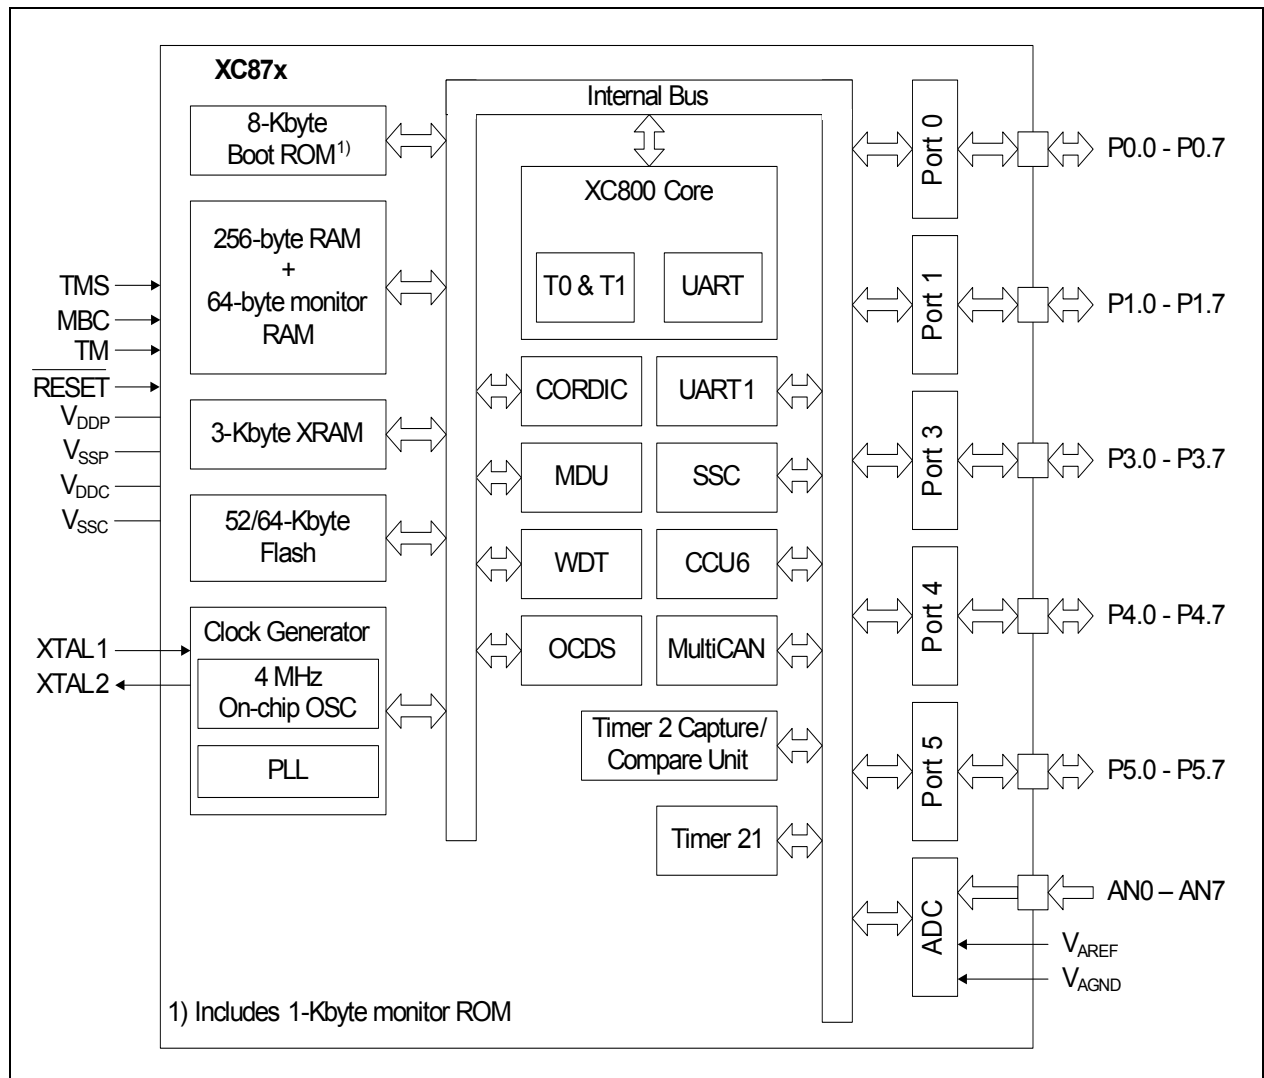 XC87x
Internal Bus
8-Kbyte
Boot ROM1)
256-byte RAM
+
64-byte monitor
RAM
3-Kbyte XRAM
52/64-Kbyte
Flash
Clock Generator
4 MHz
On-chip OSC
PLL
TMS
MBC
TM
RESET
VDDP
VSSP
VDDC
VSSC
XTAL1
XTAL2
XC800 Core
T0 & T1
UART
CORDIC
UART1
MDU
SSC
WDT
CCU6
OCDS
MultiCAN
Timer 2 Capture/
Compare Unit
Timer 21
Port 0
P0.0 - P0.7
Port 1
P1.0 - P1.7
Port 3
P3.0 - P3.7
Port 4
P4.0 - P4.7
Port 5
P5.0 - P5.7
ADC
AN0 – AN7
VAREF
VAGND
1) Includes 1-Kbyte monitor ROM